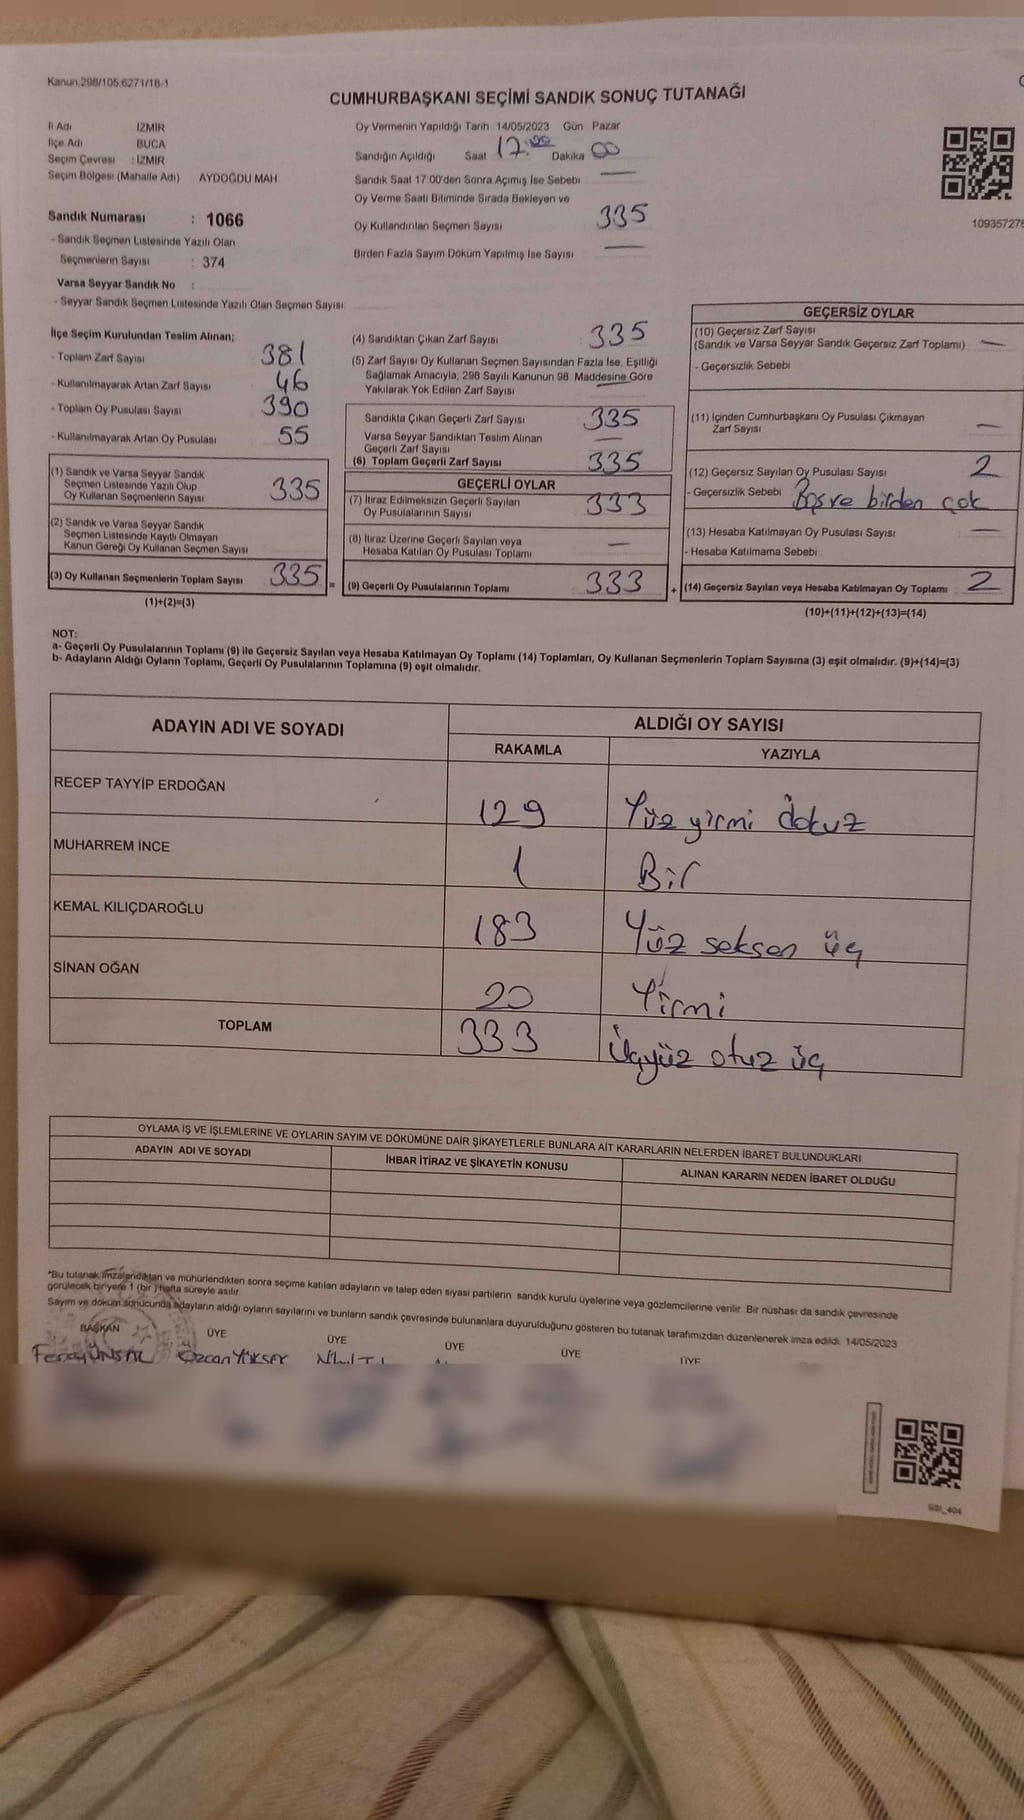 Kanun:298/105:6271/16-1
CUMHURBAŞKANI SEÇİMİ SANDIK SONUÇ TUTANAĞI
İl Adı İZMİR
İlçe Adı BUCA
Seçim Çevresi : İZMİR
Seçim Bölgesi (Mahalle Adı) AYDOĞDU MAH.
Sandık Numarası : 1066
- Sandık Seçmen Listesinde Yazılı Olan
Seçmenlerin Sayısı : 374
Varsa Seyyar Sandık No :
- Seyyar Sandık Seçmen Listesinde Yazılı Olan Seçmen Sayısı:
Oy Vermenin Yapıldığı Tarih 14/05/2023 Gün Pazar
Sandığın Açıldığı Saat 17.00 Dakika 00
Sandık Saat 17:00'den Sonra Açımış İse Sebebi —
Oy Verme Saati Bitiminde Sırada Bekleyen ve
Oy Kullandırılan Seçmen Sayısı 335
Birden Fazla Sayım Döküm Yapılmış İse Sayısı —
10935727
İlçe Seçim Kurulundan Teslim Alınan;
- Toplam Zarf Sayısı 381
- Kullanılmayarak Artan Zarf Sayısı 46
- Toplam Oy Pusulası Sayısı 390
- Kullanılmayarak Artan Oy Pusulası 55
(1) Sandık ve Varsa Seyyar Sandık
Seçmen Listesinde Yazılı Olup
Oy Kullanan Seçmenlerin Sayısı 335
(2) Sandık ve Varsa Seyyar Sandık
Seçmen Listesinde Kayıtlı Olmayan
Kanun Gereği Oy Kullanan Seçmen Sayısı
(3) Oy Kullanan Seçmenlerin Toplam Sayısı 335 =
(1)+(2)=(3)
(4) Sandıktan Çıkan Zarf Sayısı : 335
(5) Zarf Sayısı Oy Kullanan Seçmen Sayısından Fazla İse, Eşitliği
Sağlamak Amacıyla, 298 Sayılı Kanunun 98. Maddesine Göre
Yakılarak Yok Edilen Zarf Sayısı —
Sandıkta Çıkan Geçerli Zarf Sayısı 335
Varsa Seyyar Sandıktan Teslim Alınan
Geçerli Zarf Sayısı —
(6) Toplam Geçerli Zarf Sayısı 335
GEÇERLİ OYLAR
(7) İtiraz Edilmeksizin Geçerli Sayılan
Oy Pusulalarının Sayısı 333
(8) İtiraz Üzerine Geçerli Sayılan veya
Hesaba Katılan Oy Pusulası Toplamı —
(9) Geçerli Oy Pusulalarının Toplamı 333 +
GEÇERSİZ OYLAR
(10) Geçersiz Zarf Sayısı
(Sandık ve Varsa Seyyar Sandık Geçersiz Zarf Toplamı) —
- Geçersizlik Sebebi
(11) İçinden Cumhurbaşkanı Oy Pusulası Çıkmayan
Zarf Sayısı —
(12) Geçersiz Sayılan Oy Pusulası Sayısı 2
- Geçersizlik Sebebi Boş ve birden çok
(13) Hesaba Katılmayan Oy Pusulası Sayısı —
- Hesaba Katılmama Sebebi :
(14) Geçersiz Sayılan veya Hesaba Katılmayan Oy Toplamı 2
(10)+(11)+(12)+(13)=(14)
NOT:
a- Geçerli Oy Pusulalarının Toplamı (9) ile Geçersiz Sayılan veya Hesaba Katılmayan Oy Toplamı (14) Toplamları, Oy Kullanan Seçmenlerin Toplam Sayısına (3) eşit olmalıdır. (9)+(14)=(3)
b- Adayların Aldığı Oyların Toplamı, Geçerli Oy Pusulalarının Toplamına (9) eşit olmalıdır.
ADAYIN ADI VE SOYADI ALDIĞI OY SAYISI
RAKAMLA YAZIYLA
RECEP TAYYİP ERDOĞAN 129 Yüz yirmi dokuz
MUHARREM İNCE 1 Bir
KEMAL KILIÇDAROĞLU 183 Yüz seksen üç
SİNAN OĞAN 20 Yirmi
TOPLAM 333 Üçyüz otuz üç
OYLAMA İŞ VE İŞLEMLERİNE VE OYLARIN SAYIM VE DÖKÜMÜNE DAİR ŞİKAYETLERLE BUNLARA AİT KARARLARIN NELERDEN İBARET BULUNDUKLARI
ADAYIN ADI VE SOYADI İHBAR İTİRAZ VE ŞİKAYETİN KONUSU ALINAN KARARIN NEDEN İBARET OLDUĞU
*Bu tutanak imzalandıktan ve mühürlendikten sonra seçime katılan adayların ve talep eden siyasi partilerin sandık kurulu üyelerine veya gözlemcilerine verilir. Bir nüshası da sandık çevresinde
görülecek bir yere 1 (bir) hafta süreyle asılır.
Sayım ve döküm sonucunda adayların aldığı oyların sayılarını ve bunların sandık çevresinde bulunanlara duyurulduğunu gösteren bu tutanak tarafımızdan düzenlenerek imza edildi. 14/05/2023
BAŞKAN ÜYE ÜYE ÜYE ÜYE ÜYE
Özcan YÜKSEK